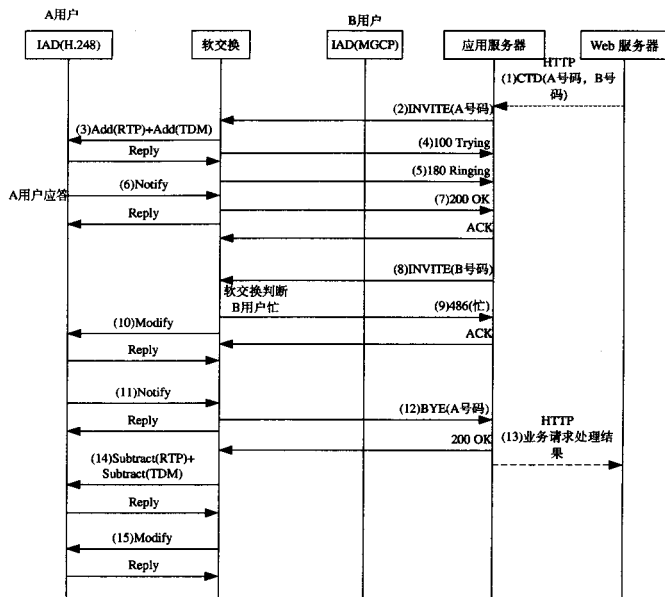 A用户
B用户
IAD(H.248)
软交换
IAD(MGCP)
应用服务器
Web 服务器
HTTP
(1)CTD(A号码，B号
码)
(2)INVITE(A号码)
(3)Add(RTP)+Add(TDM)
(4)100 Trying
Reply
(5)180 Ringing
A用户应答
(6)Notify
(7)200 OK
Reply
ACK
(8)INVITE(B号码)
软交换判断
B用户忙
(9)486(忙)
(10)Modify
ACK
Reply
(11)Notify
(12)BYE(A号码)
Reply
HTTP
(13)业务请求处理结
果
200 OK
(14)Subtract(RTP)+
Subtract(TDM)
Reply
(15)Modify
Reply